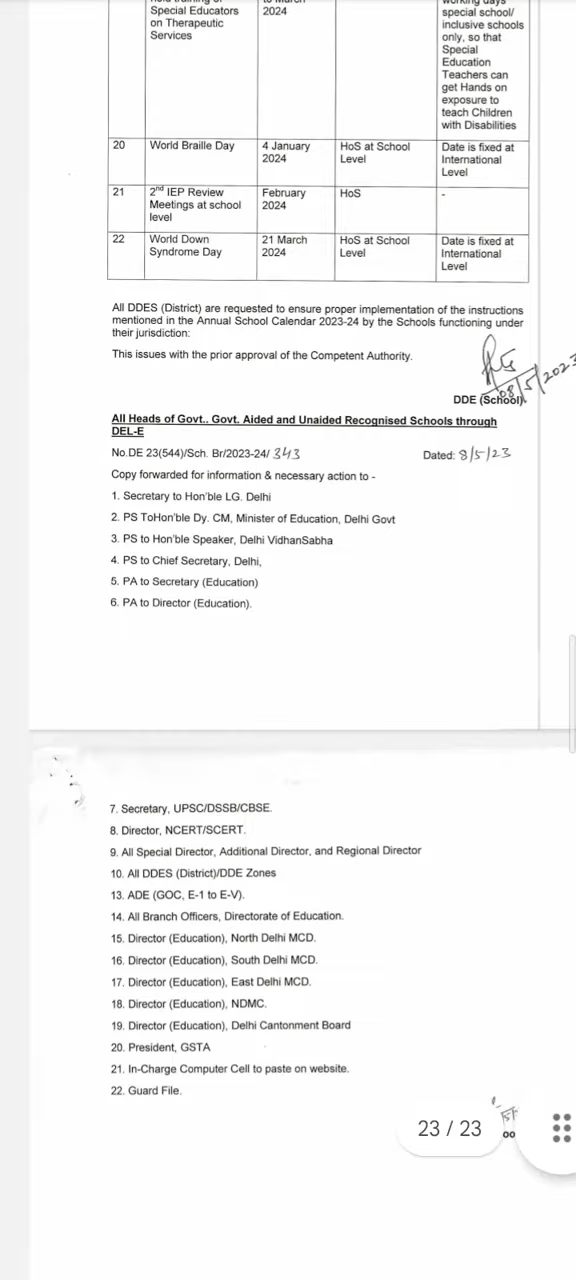 Special Educators
on Therapeutic
Services
2024
working days
special school/
inclusive schools
only, so that
Special
Education
Teachers can
get Hands on
exposure to
teach Children
with Disabilities
20 World Braille Day 4 January 2024 HoS at School Level Date is fixed at International Level
21 2nd IEP Review Meetings at school level February 2024 HoS -
22 World Down Syndrome Day 21 March 2024 HoS at School Level Date is fixed at International Level
All DDES (District) are requested to ensure proper implementation of the instructions
mentioned in the Annual School Calendar 2023-24 by the Schools functioning under
their jurisdiction:
This issues with the prior approval of the Competent Authority.
08/5/2023
DDE (School)
All Heads of Govt.. Govt. Aided and Unaided Recognised Schools through
DEL-E
No.DE 23(544)/Sch. Br/2023-24/ 343 Dated: 8/5/23
Copy forwarded for information & necessary action to -
1. Secretary to Hon'ble LG. Delhi
2. PS ToHon'ble Dy. CM, Minister of Education, Delhi Govt
3. PS to Hon'ble Speaker, Delhi VidhanSabha
4. PS to Chief Secretary, Delhi,
5. PA to Secretary (Education)
6. PA to Director (Education).
7. Secretary, UPSC/DSSB/CBSE.
8. Director, NCERT/SCERT.
9. All Special Director, Additional Director, and Regional Director
10. All DDES (District)/DDE Zones
13. ADE (GOC, E-1 to E-V).
14. All Branch Officers, Directorate of Education.
15. Director (Education), North Delhi MCD.
16. Director (Education), South Delhi MCD.
17. Director (Education), East Delhi MCD.
18. Director (Education), NDMC.
19. Director (Education), Delhi Cantonment Board
20. President, GSTA
21. In-Charge Computer Cell to paste on website.
22. Guard File.
23 / 23